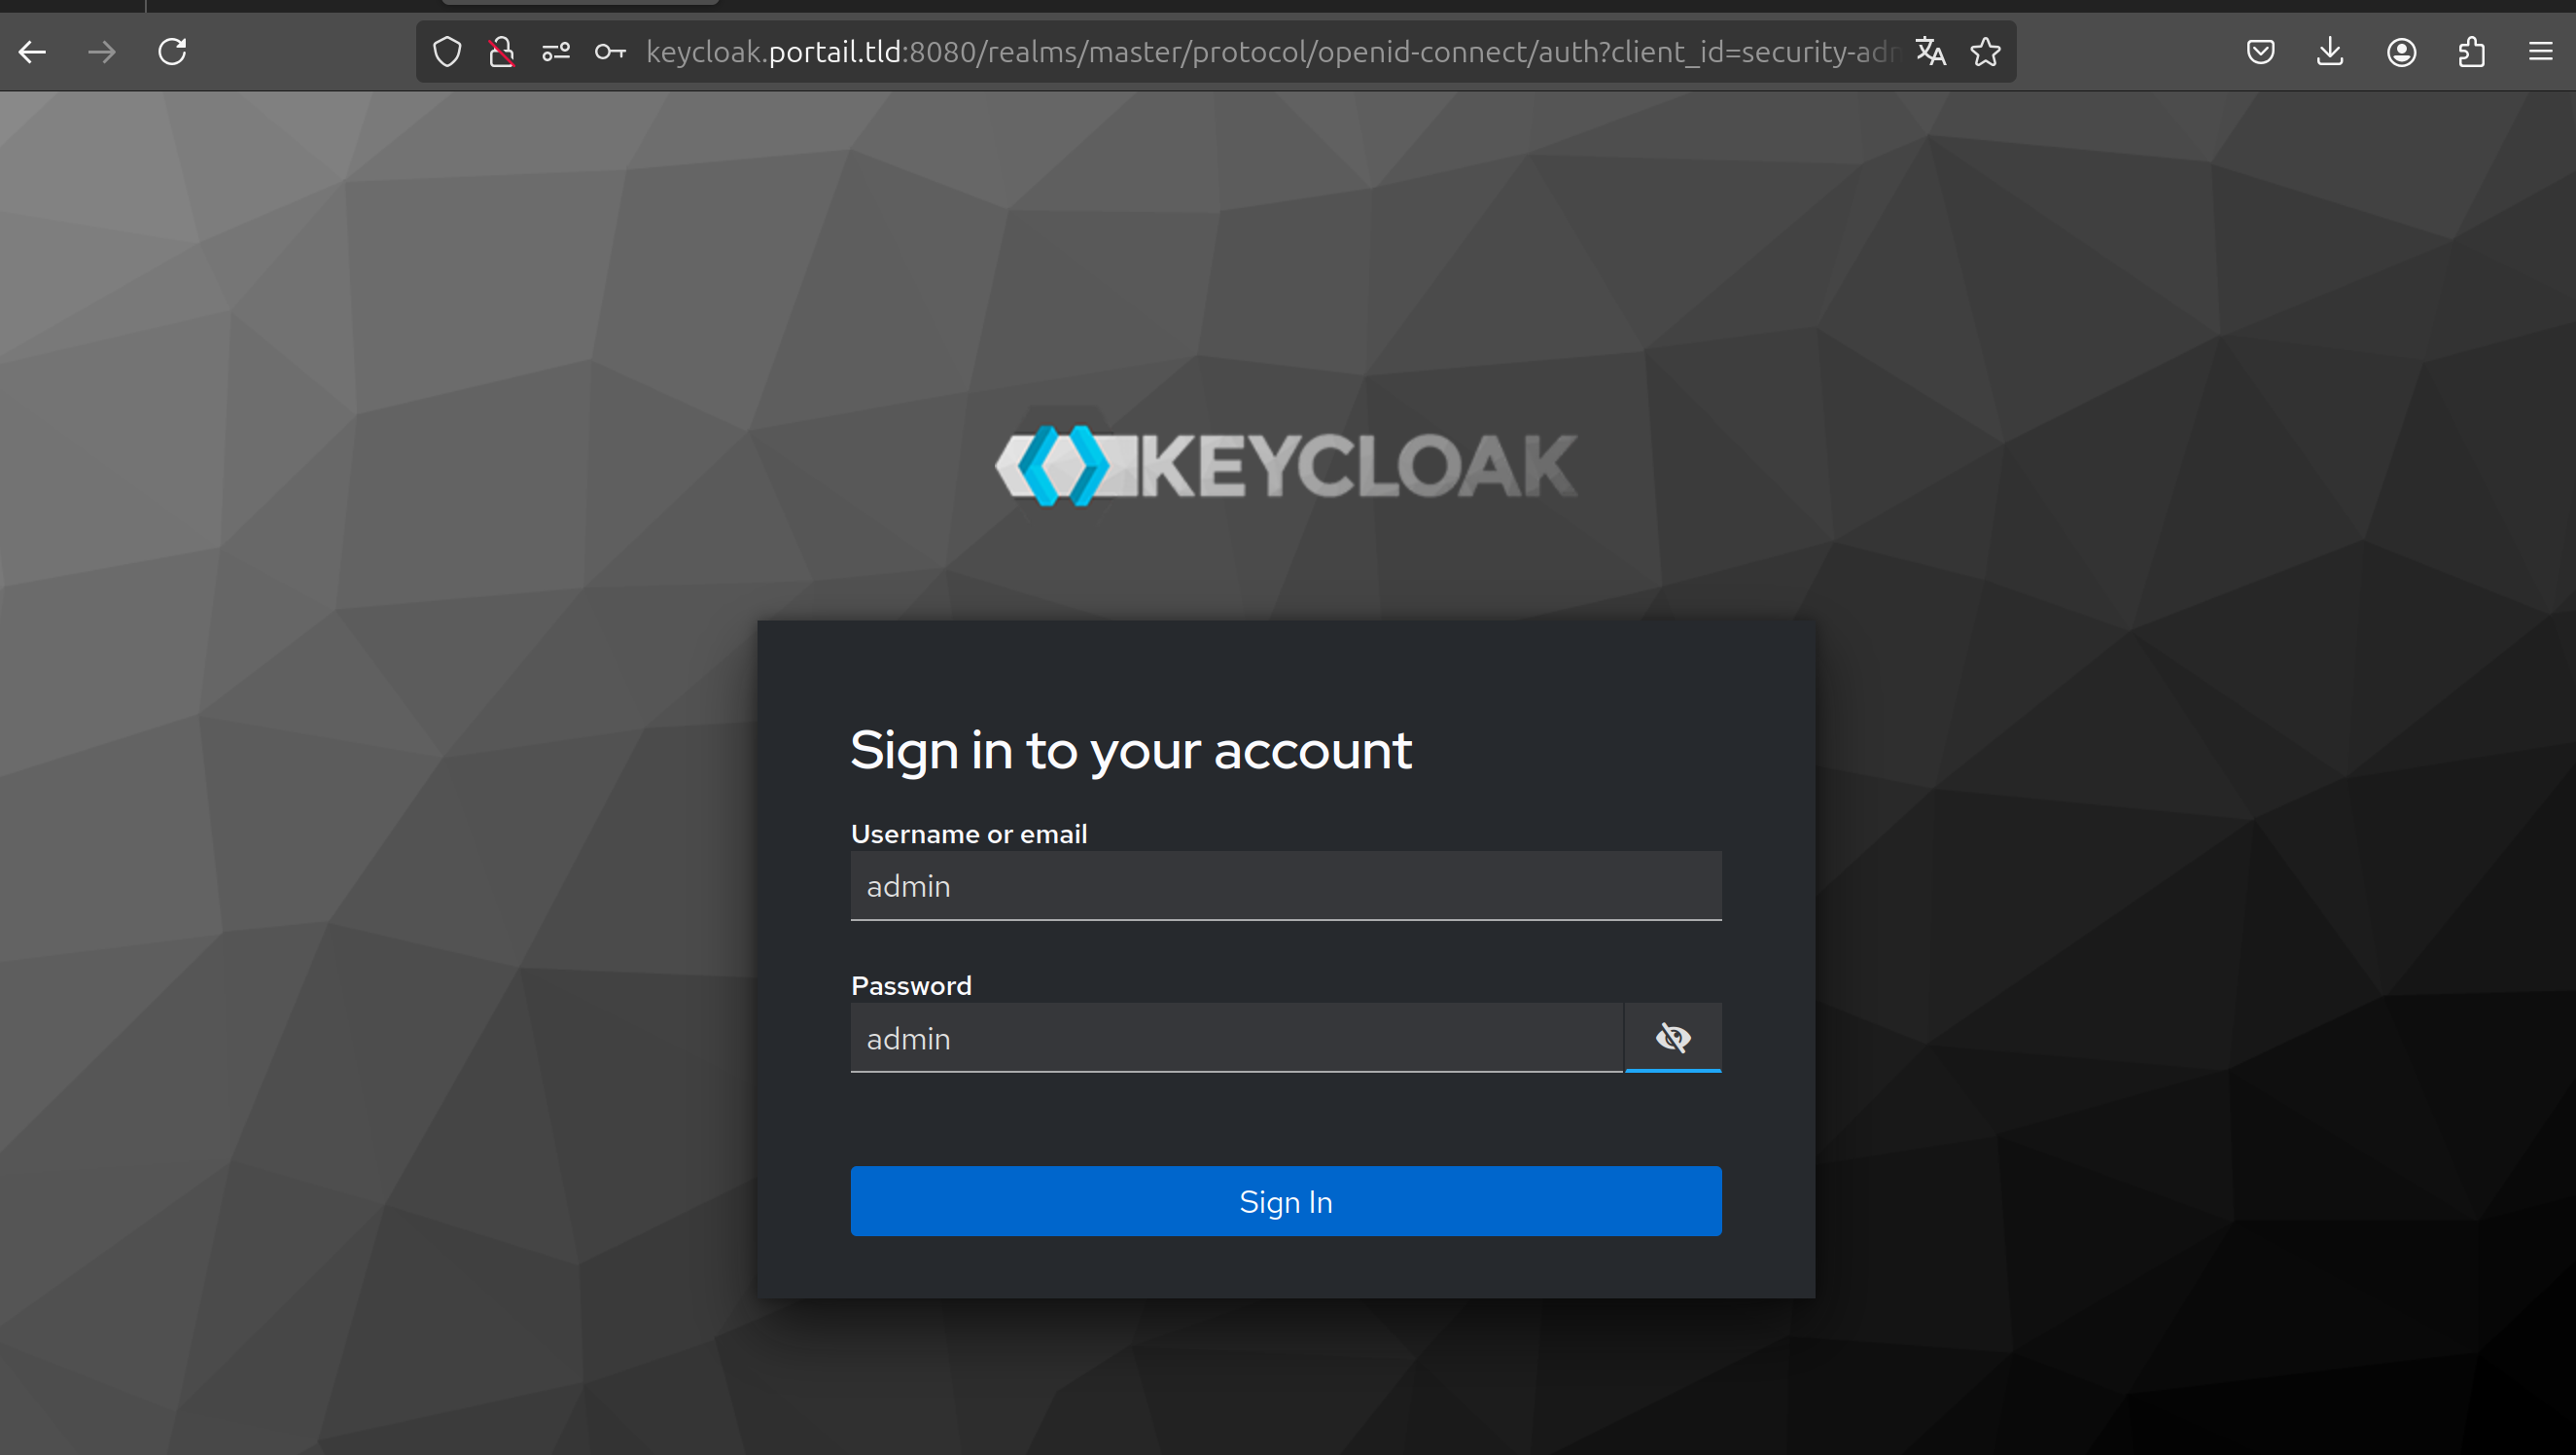 keycloak.portail.tld:8080/realms/master/protocol/openid-connect/auth?client_id=security-adm
KEYCLOAK
Sign in to your account
Username or email
admin
Password
admin
Sign In